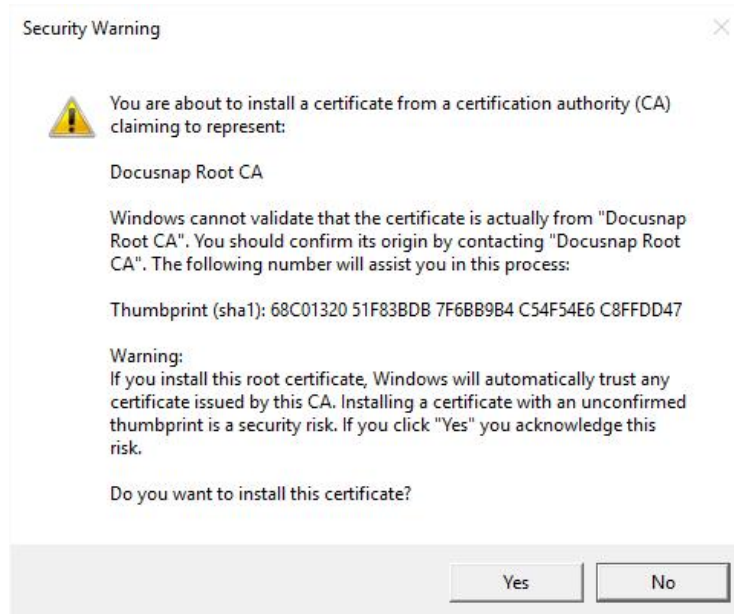 Security Warning
You are about to install a certificate from a certification authority (CA)
claiming to represent:
Docusnap Root CA
Windows cannot validate that the certificate is actually from "Docusnap
Root CA". You should confirm its origin by contacting "Docusnap Root
CA". The following number will assist you in this process:
Thumbprint (sha1): 68C01320 51F83BDB 7F6BB9B4 C54F54E6 C8FFDD47
Warning:
If you install this root certificate, Windows will automatically trust any
certificate issued by this CA. Installing a certificate with an unconfirmed
thumbprint is a security risk. If you click "Yes" you acknowledge this
risk.
Do you want to install this certificate?
Yes
No